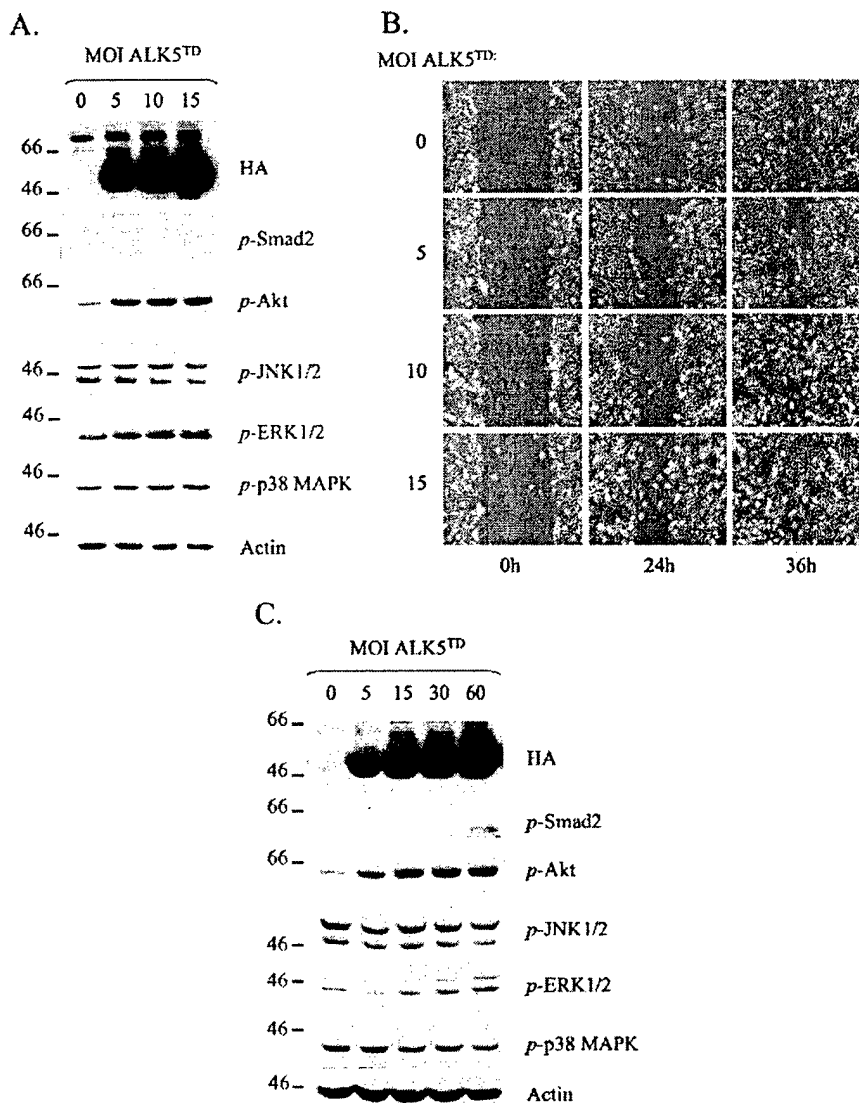 A.
MOI ALK5ᵀᴰ
0 5 10 15
66
46
HA
66
p-Smad2
66
p-Akt
46
p-JNK1/2
46
p-ERK1/2
46
p-p38 MAPK
46
Actin
B.
MOI ALK5ᵀᴰ:
0
5
10
15
0h 24h 36h
C.
MOI ALK5ᵀᴰ
0 5 15 30 60
66
46
HA
66
p-Smad2
66
p-Akt
46
p-JNK1/2
46
p-ERK1/2
46
p-p38 MAPK
46
Actin